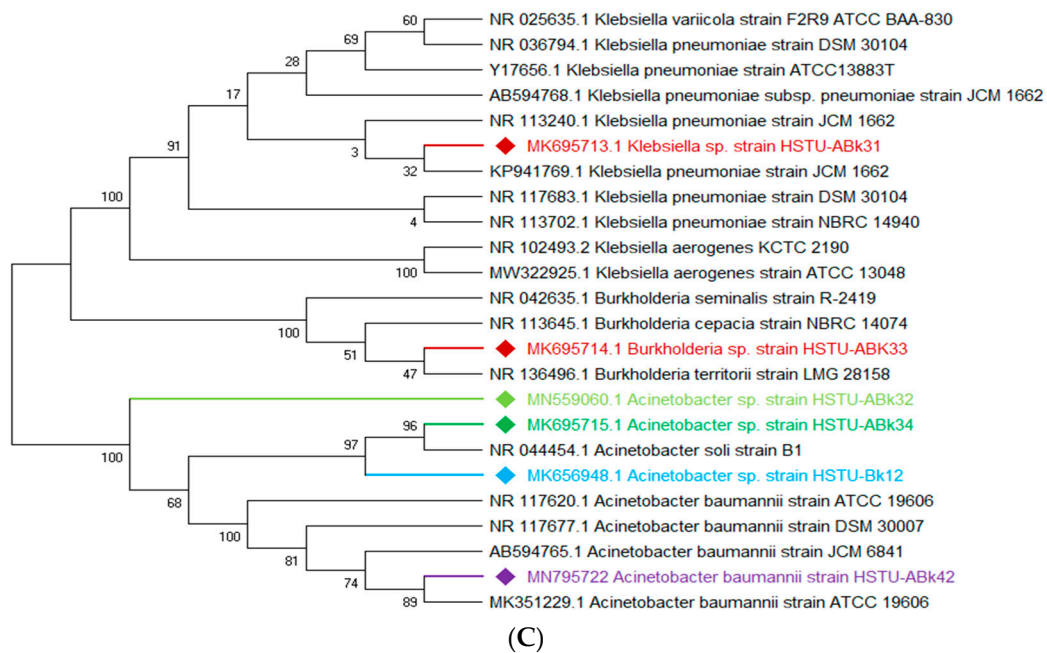 60
NR 025635.1 Klebsiella variicola strain F2R9 ATCC BAA-830
69
NR 036794.1 Klebsiella pneumoniae strain DSM 30104
28
Y17656.1 Klebsiella pneumoniae strain ATCC13883T
17
AB594768.1 Klebsiella pneumoniae subsp. pneumoniae strain JCM 1662
NR 113240.1 Klebsiella pneumoniae strain JCM 1662
91
3
MK695713.1 Klebsiella sp. strain HSTU-ABk31
32
KP941769.1 Klebsiella pneumoniae strain JCM 1662
100
NR 117683.1 Klebsiella pneumoniae strain DSM 30104
4
NR 113702.1 Klebsiella pneumoniae strain NBRC 14940
NR 102493.2 Klebsiella aerogenes KCTC 2190
100
MW322925.1 Klebsiella aerogenes strain ATCC 13048
NR 042635.1 Burkholderia seminalis strain R-2419
100
NR 113645.1 Burkholderia cepacia strain NBRC 14074
51
MK695714.1 Burkholderia sp. strain HSTU-ABK33
47
NR 136496.1 Burkholderia territorii strain LMG 28158
MN559060.1 Acinetobacter sp. strain HSTU-ABk32
96
MK695715.1 Acinetobacter sp. strain HSTU-ABk34
97
100
NR 044454.1 Acinetobacter soli strain B1
MK656948.1 Acinetobacter sp. strain HSTU-Bk12
68
NR 117620.1 Acinetobacter baumannii strain ATCC 19606
100
NR 117677.1 Acinetobacter baumannii strain DSM 30007
81
AB594765.1 Acinetobacter baumannii strain JCM 6841
74
MN795722 Acinetobacter baumannii strain HSTU-ABk42
89
MK351229.1 Acinetobacter baumannii strain ATCC 19606
(C)